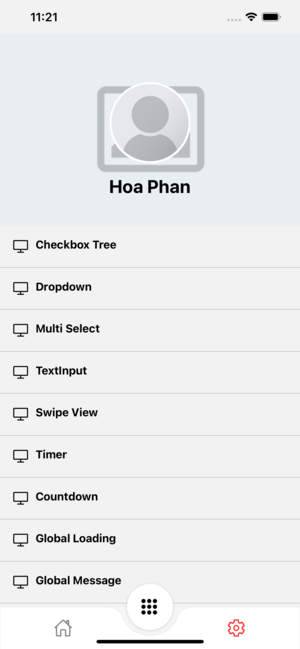 11:21
Hoa Phan
Checkbox Tree
Dropdown
Multi Select
TextInput
Swipe View
Timer
Countdown
Global Loading
Global Message